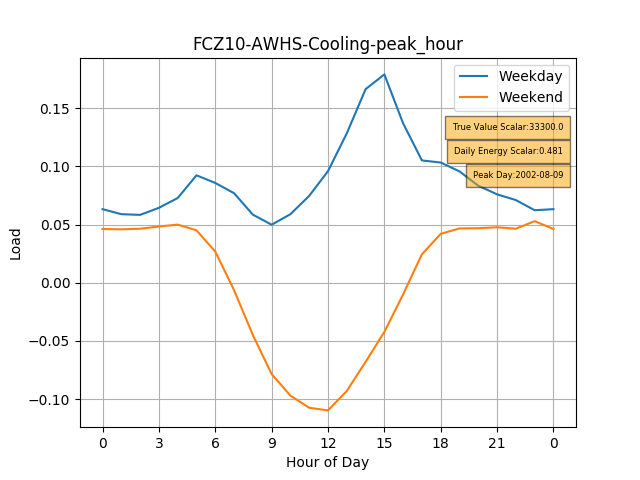 FCZ10-AWHS-Cooling-peak_hour
Weekday
Weekend
True Value Scalar:33300.0
Daily Energy Scalar:0.481
Peak Day:2002-08-09
Load
0.15
0.10
0.05
0.00
−0.05
−0.10
0 3 6 9 12 15 18 21 0
Hour of Day